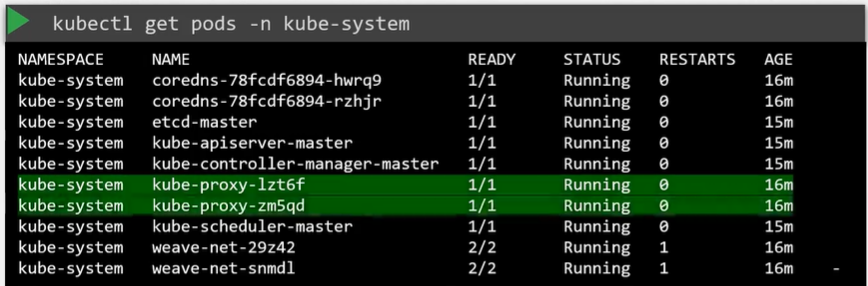 kubectl get pods -n kube-system
NAMESPACE NAME READY STATUS RESTARTS AGE
kube-system coredns-78fcdf6894-hwrq9 1/1 Running 0 16m
kube-system coredns-78fcdf6894-rzhjr 1/1 Running 0 16m
kube-system etcd-master 1/1 Running 0 15m
kube-system kube-apiserver-master 1/1 Running 0 15m
kube-system kube-controller-manager-master 1/1 Running 0 15m
kube-system kube-proxy-lzt6f 1/1 Running 0 16m
kube-system kube-proxy-zm5qd 1/1 Running 0 16m
kube-system kube-scheduler-master 1/1 Running 0 15m
kube-system weave-net-29z42 2/2 Running 1 16m
kube-system weave-net-snmdl 2/2 Running 1 16m -